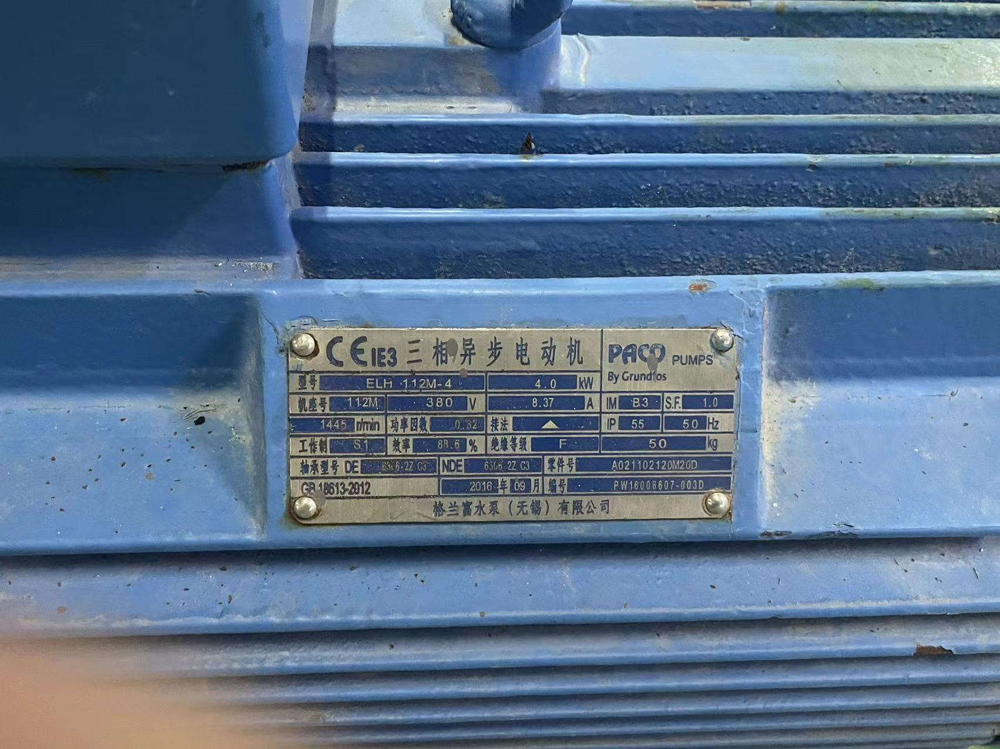 CE IE3 三相异步电动机 PACO PUMPS
By Grundfos
型号 ELH 112M-4 4.0 kW
机座号 112M 380 V 8.37 A IM B3 S.F. 1.0
1445 r/min 功率因数 0.82 接法 IP 55 50 Hz
工作制 S1 效率 88.6 % 绝缘等级 F 50 kg
轴承型号 DE 6306-2Z C3 NDE 6306-2Z C3 零件号 A021102120M20D
GB 18613-2012 2016 年 09 月 编号 PW16006607-003D
格兰富水泵（无锡）有限公司